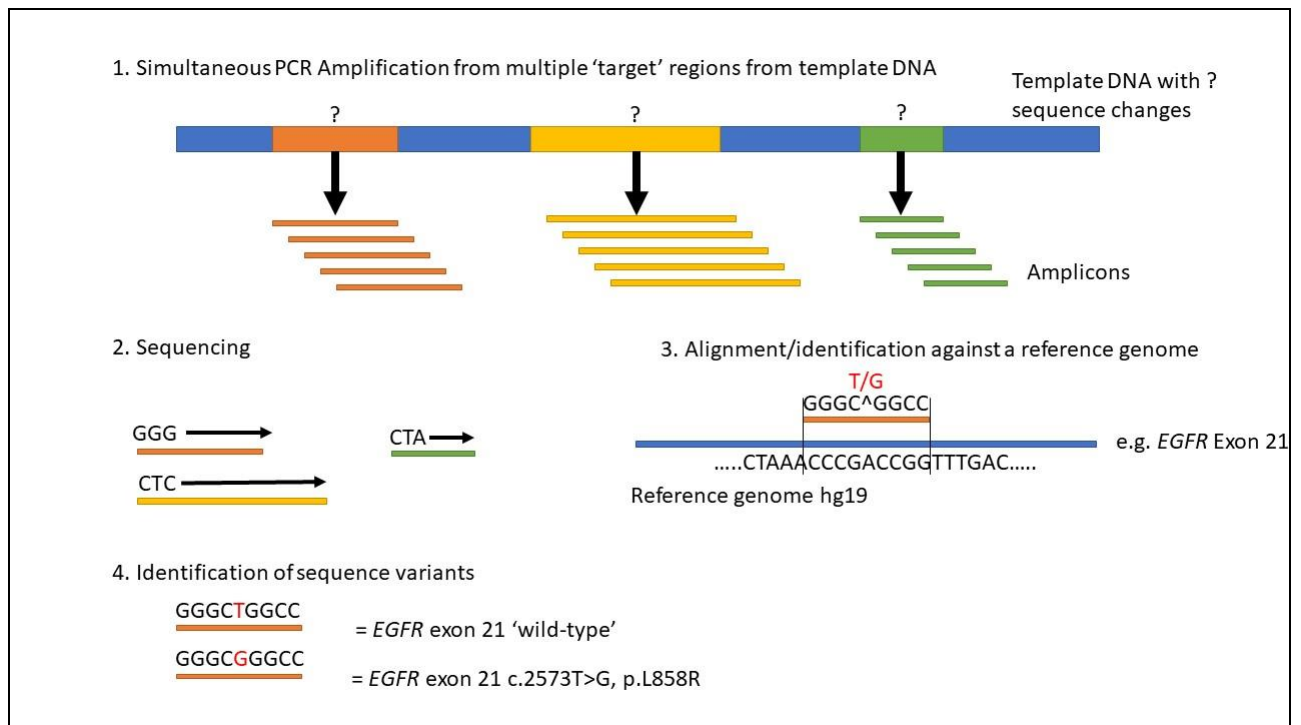 1. Simultaneous PCR Amplification from multiple ‘target’ regions from template DNA
Template DNA with ?
sequence changes
? ? ?
Amplicons
2. Sequencing
GGG
CTA
CTC
3. Alignment/identification against a reference genome
T/G
GGGC^GGCC
e.g. EGFR Exon 21
.....CTAAACCCGACCGGTTTGAC.....
Reference genome hg19
4. Identification of sequence variants
GGGCTGGCC
= EGFR exon 21 ‘wild-type’
GGGCGGGCC
= EGFR exon 21 c.2573T>G, p.L858R